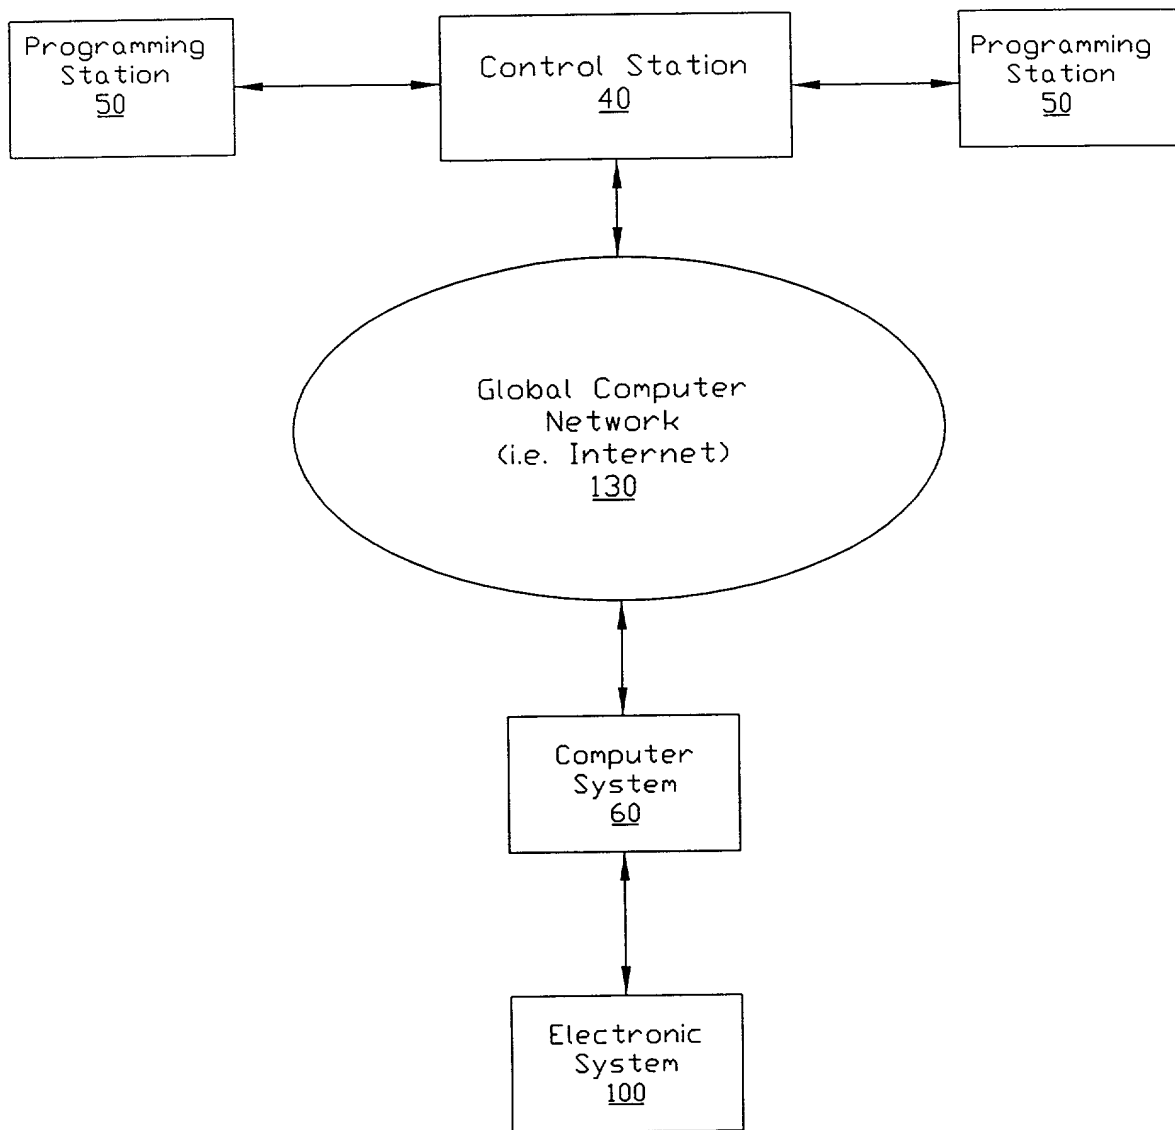 Programming
Station
50
Control Station
40
Programming
Station
50
Global Computer
Network
(i.e. Internet)
130
Computer
System
60
Electronic
System
100